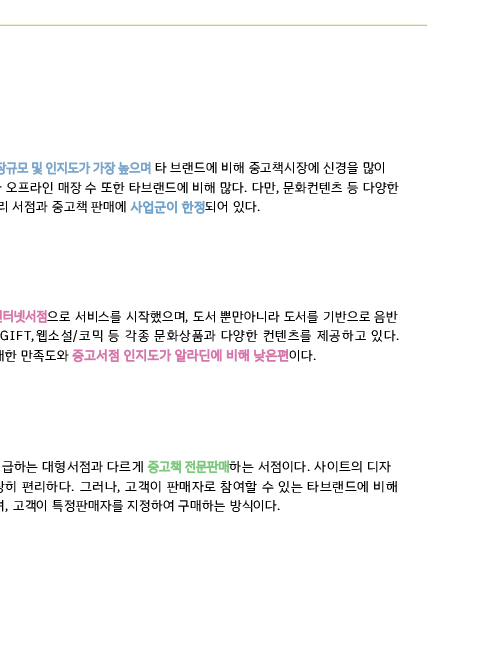 장규모 및 인지도가 가장 높으며 타 브랜드에 비해 중고책시장에 신경을 많이
오프라인 매장 수 또한 타브랜드에 비해 많다. 다만, 문화컨텐츠 등 다양한
리 서점과 중고책 판매에 사업군이 한정되어 있다.
터넷서점으로 서비스를 시작했으며, 도서 뿐만아니라 도서를 기반으로 음반
GIFT,웹소설/코믹 등 각종 문화상품과 다양한 컨텐츠를 제공하고 있다.
만족도와 중고서점 인지도가 알라딘에 비해 낮은편이다.
급하는 대형서점과 다르게 중고책 전문판매하는 서점이다. 사이트의 디자
편리하다. 그러나, 고객이 판매자로 참여할 수 있는 타브랜드에 비해
고객이 특정판매자를 지정하여 구매하는 방식이다.